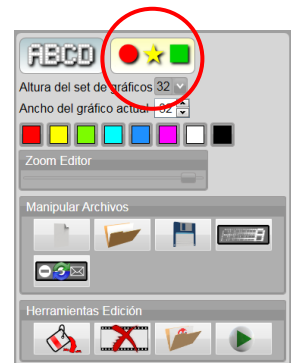 ABCD
Altura del set de gráficos 32
Ancho del gráfico actual 32
Zoom Editor
Manipular Archivos
Herramientas Edición